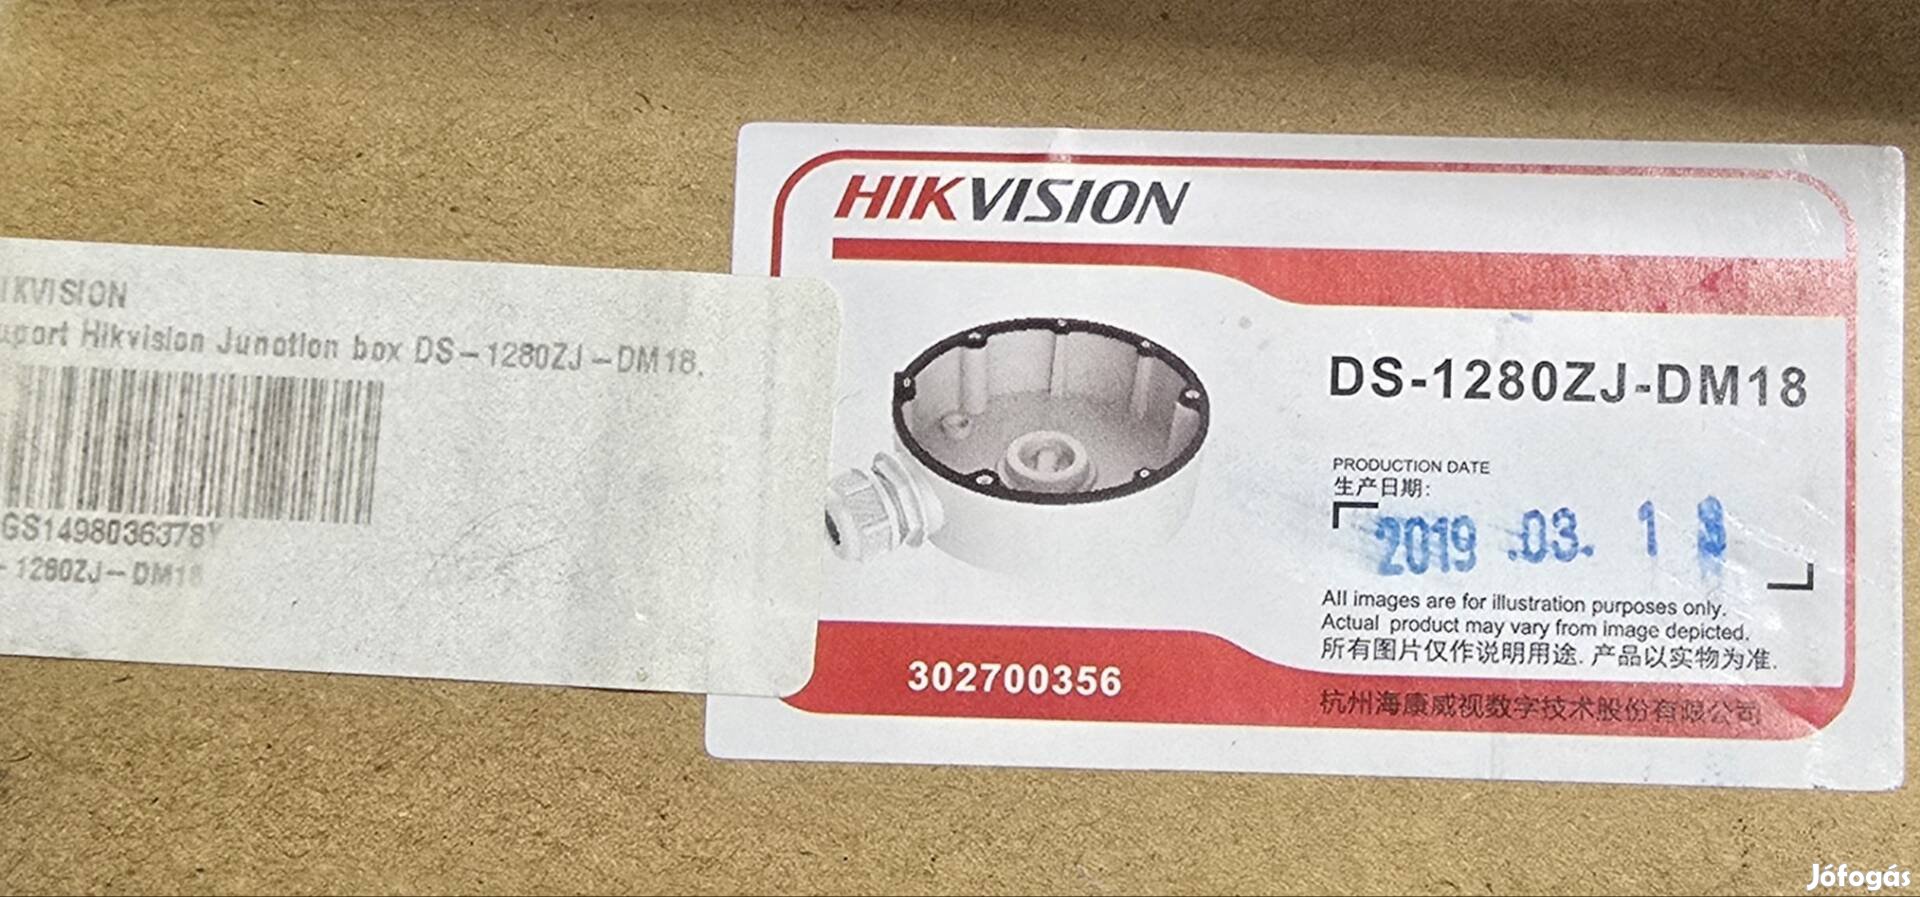 IKVISION
uport Hikvision Junction box DS-1280ZJ-DM18.
GS1498036378Y
-1280ZJ-DM18
HIKVISION
DS-1280ZJ-DM18
PRODUCTION DATE
生产日期:
2019 .03. 1
All images are for illustration purposes only.
Actual product may vary from image depicted.
所有图片仅作说明用途. 产品以实物为准.
302700356
杭州海康威视数字技术股份有限公司
Jófogás